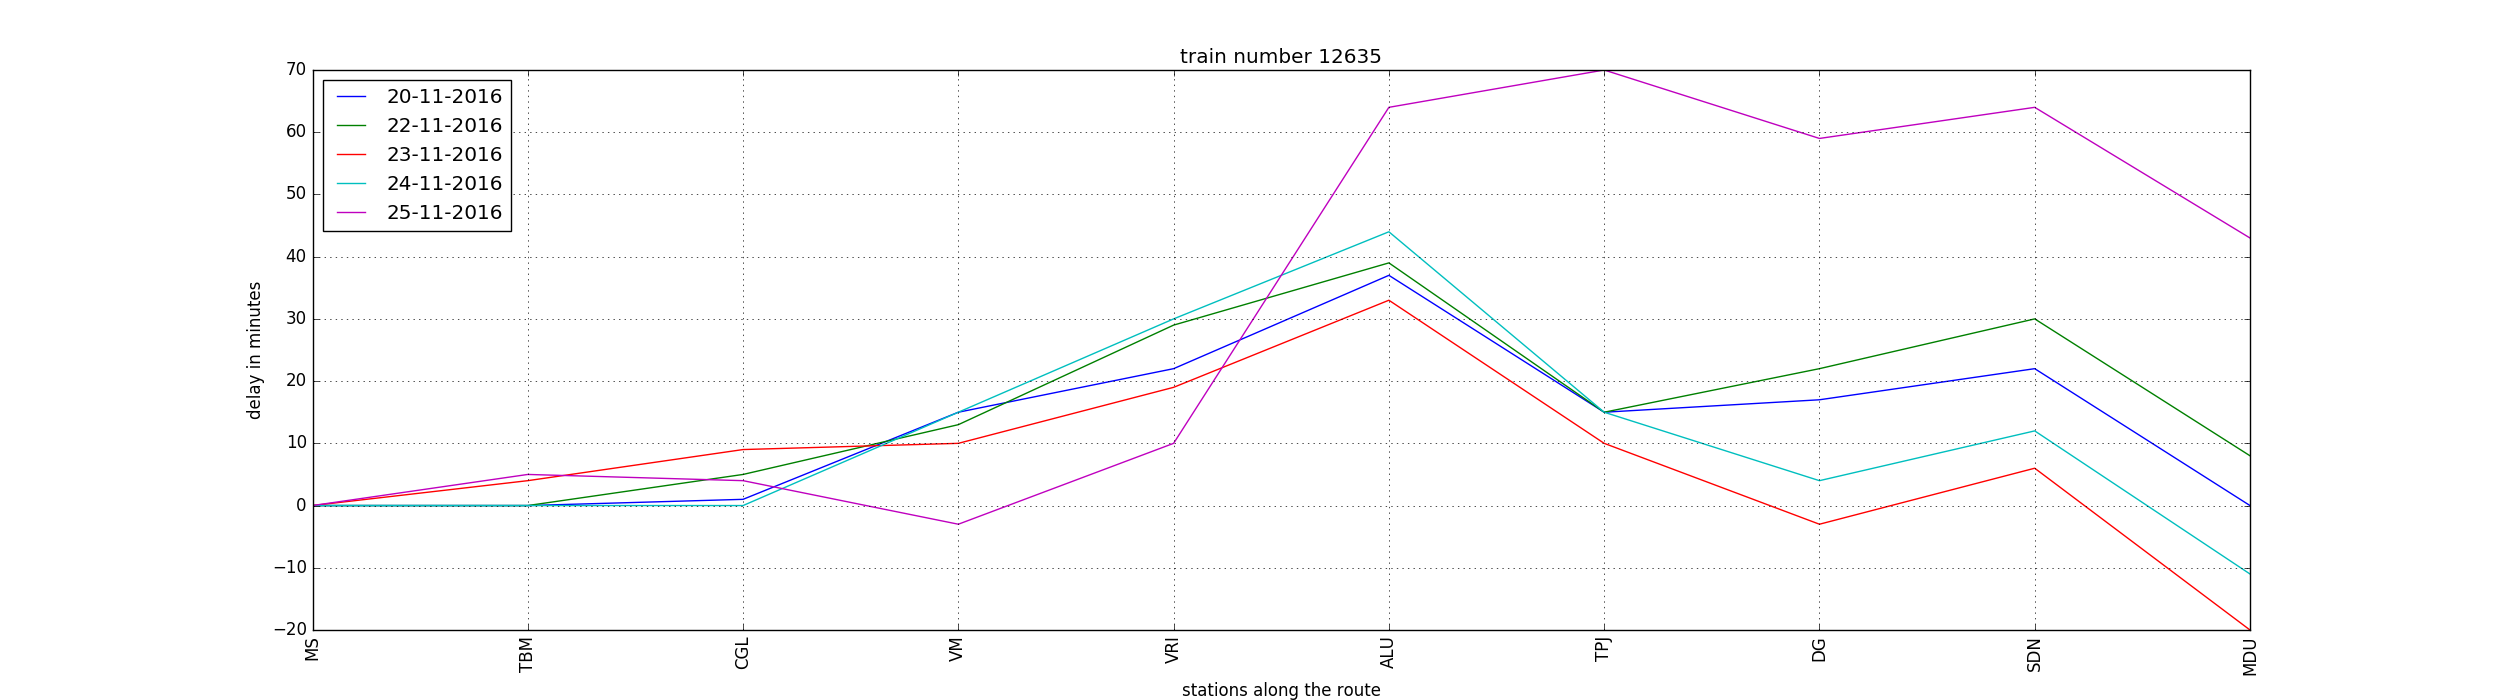 train number 12635
70
60
50
40
30
20
10
0
−10
−20
delay in minutes
20-11-2016
22-11-2016
23-11-2016
24-11-2016
25-11-2016
MS
TBM
CGL
VM
VRI
ALU
TPJ
DG
SDN
MDU
stations along the route